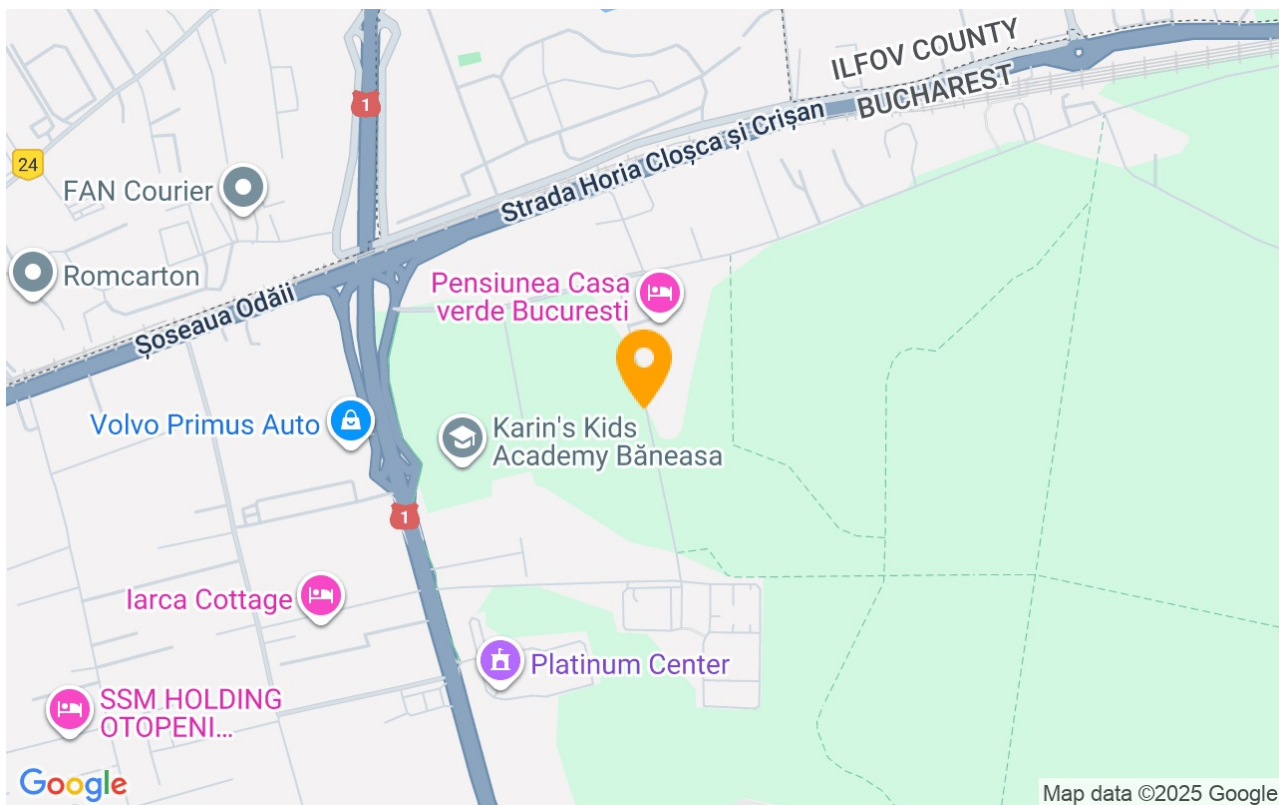 ILFOV COUNTY
BUCHAREST
1
Strada Horia Cloșca și Crișan
24
FAN Courier
Romcarton
Șoseaua Odăii
Pensiunea Casa
verde Bucuresti
Volvo Primus Auto
Karin's Kids
Academy Băneasa
1
Iarca Cottage
Platinum Center
SSM HOLDING
OTOPENI...
Google
Map data ©2025 Google